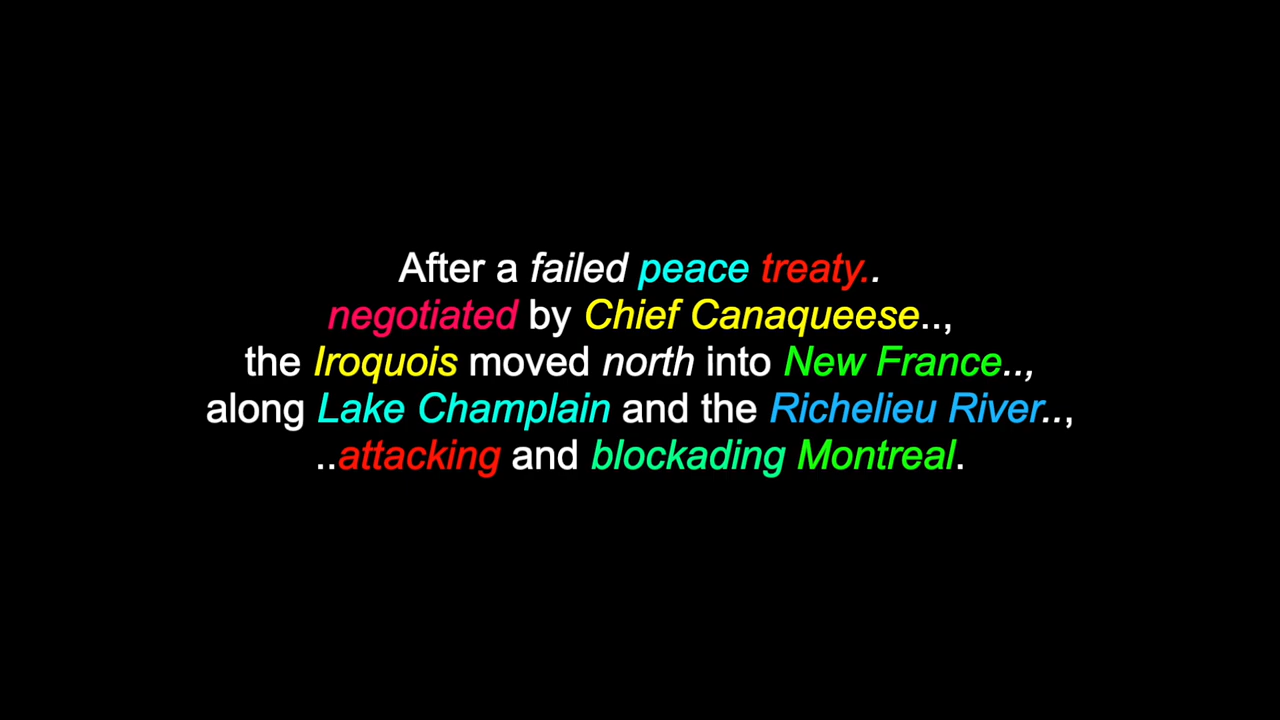 After a failed peace treaty..
negotiated by Chief Canaqueese..,
the Iroquois moved north into New France..,
along Lake Champlain and the Richelieu River..,
..attacking and blockading Montreal.